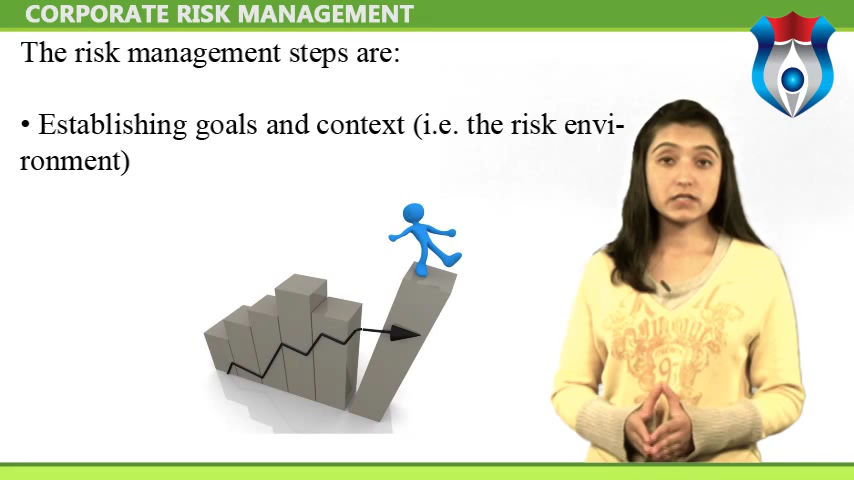 CORPORATE RISK MANAGEMENT
The risk management steps are:
• Establishing goals and context (i.e. the risk envi-
ronment)